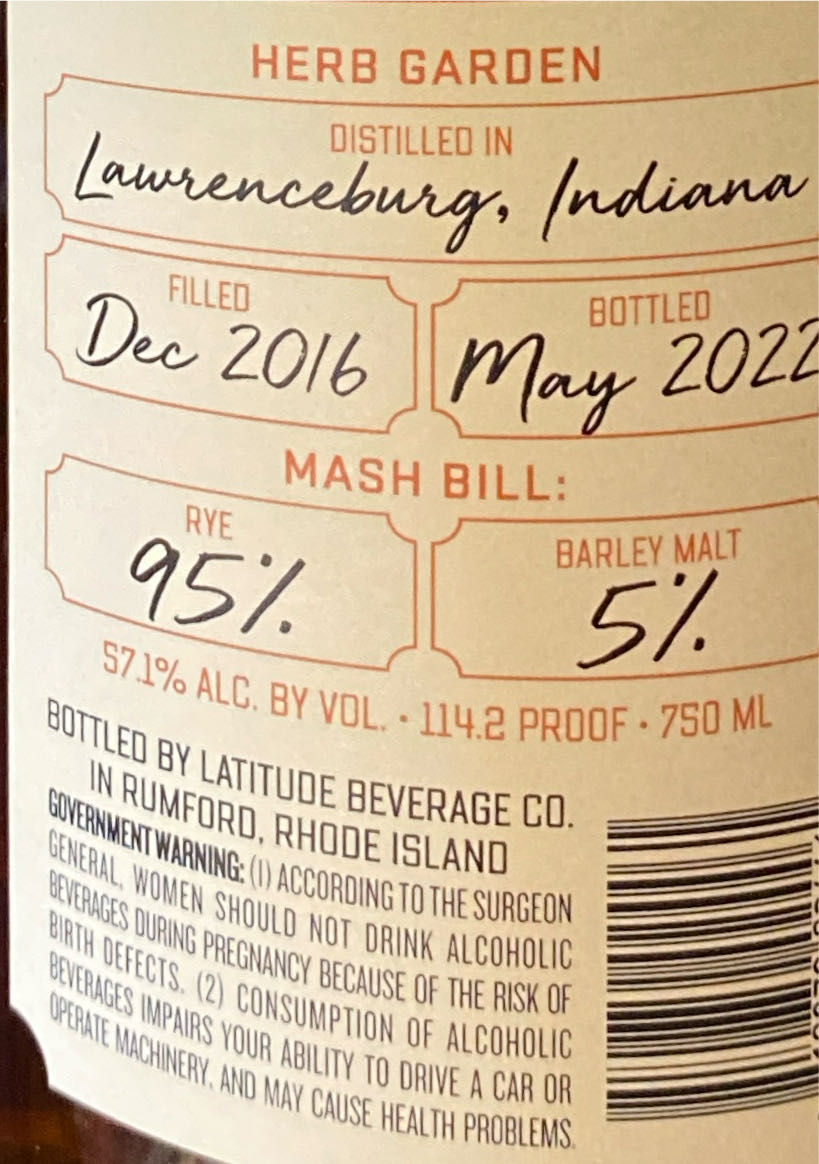 HERB GARDEN
DISTILLED IN
Lawrenceburg, Indiana
FILLED
Dec 2016
BOTTLED
May 2022
MASH BILL:
RYE
95%
BARLEY MALT
5%
57.1% ALC. BY VOL. · 114.2 PROOF · 750 ML
BOTTLED BY LATITUDE BEVERAGE CO.
IN RUMFORD, RHODE ISLAND
GOVERNMENT WARNING: (1) ACCORDING TO THE SURGEON
GENERAL, WOMEN SHOULD NOT DRINK ALCOHOLIC
BEVERAGES DURING PREGNANCY BECAUSE OF THE RISK OF
BIRTH DEFECTS. (2) CONSUMPTION OF ALCOHOLIC
BEVERAGES IMPAIRS YOUR ABILITY TO DRIVE A CAR OR
OPERATE MACHINERY, AND MAY CAUSE HEALTH PROBLEMS.